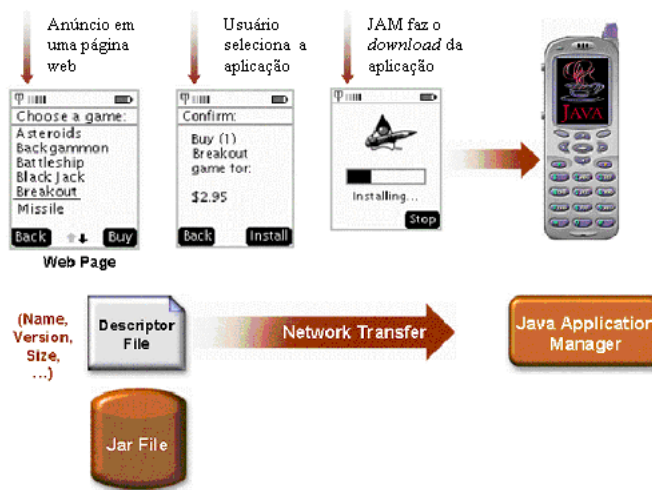 Anúncio em
uma página
web
Usuário
seleciona a
aplicação
JAM faz o
download da
aplicação
Choose a game:
Asteroids
Backgammon
Battleship
Black Jack
Breakout
Missile
Back
Buy
Web Page
Confirm:
Buy (1)
Breakout
game for:
$2.95
Back
Install
Installing...
Stop
JAVA
(Name,
Version,
Size,
...)
Descriptor
File
Network Transfer
Java Application
Manager
Jar File